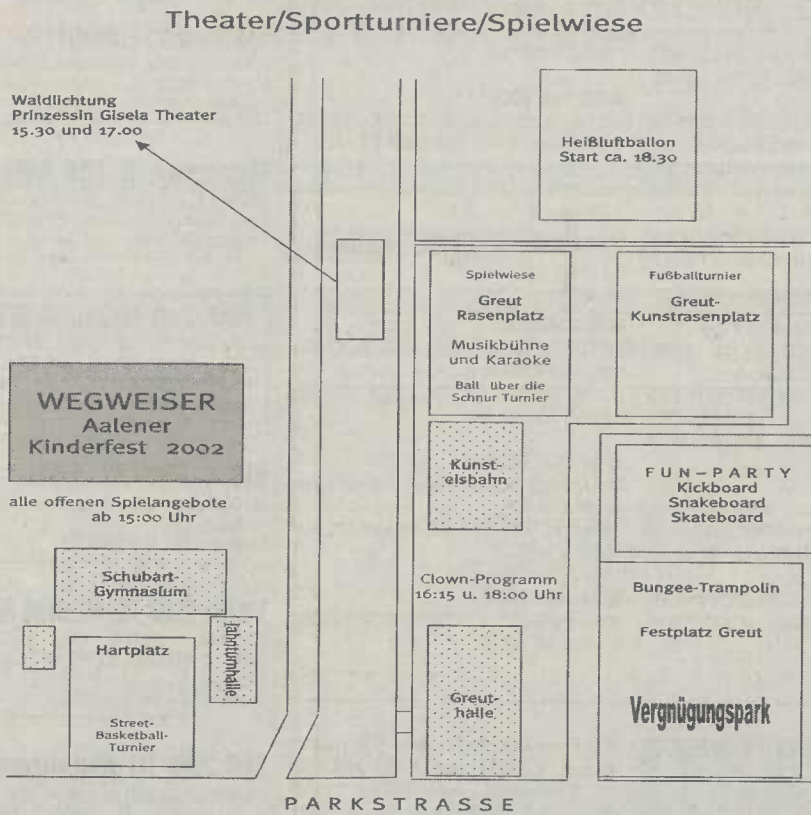 Theater/Sportturniere/Spielwiese
Waldlichtung
Prinzessin Gisela Theater
15.30 und 17.00
Heißluftballon
Start ca. 18.30
Spielwiese
Greut
Rasenplatz
Musikbühne
und Karaoke
Ball über die
Schnur Turnier
Fußballturnier
Greut-
Kunstrasenplatz
WEGWEISER
Aalener
Kinderfest 2002
alle offenen Spielangebote
ab 15:00 Uhr
Kunst-
eisbahn
FUN-PARTY
Kickboard
Snakeboard
Skateboard
Schubart-
Gymnasium
Jahnturnhalle
Hartplatz
Street-
Basketball-
Turnier
Clown-Programm
16:15 u. 18:00 Uhr
Greut-
halle
Bungee-Trampolin
Festplatz Greut
Vergnügungspark
PARKSTRASSE